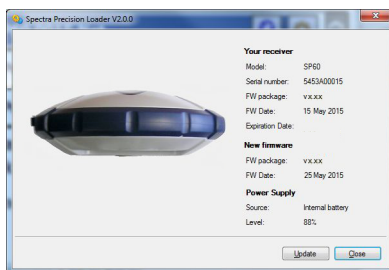 Spectra Precision Loader V2.0.0
Your receiver
Model: SP60
Serial number: 5453A00015
FW package: vx.xx
FW Date: 15 May 2015
Expiration Date:
New firmware
FW package: vx.xx
FW Date: 25 May 2015
Power Supply
Source: Internal battery
Level: 88%
Update Close